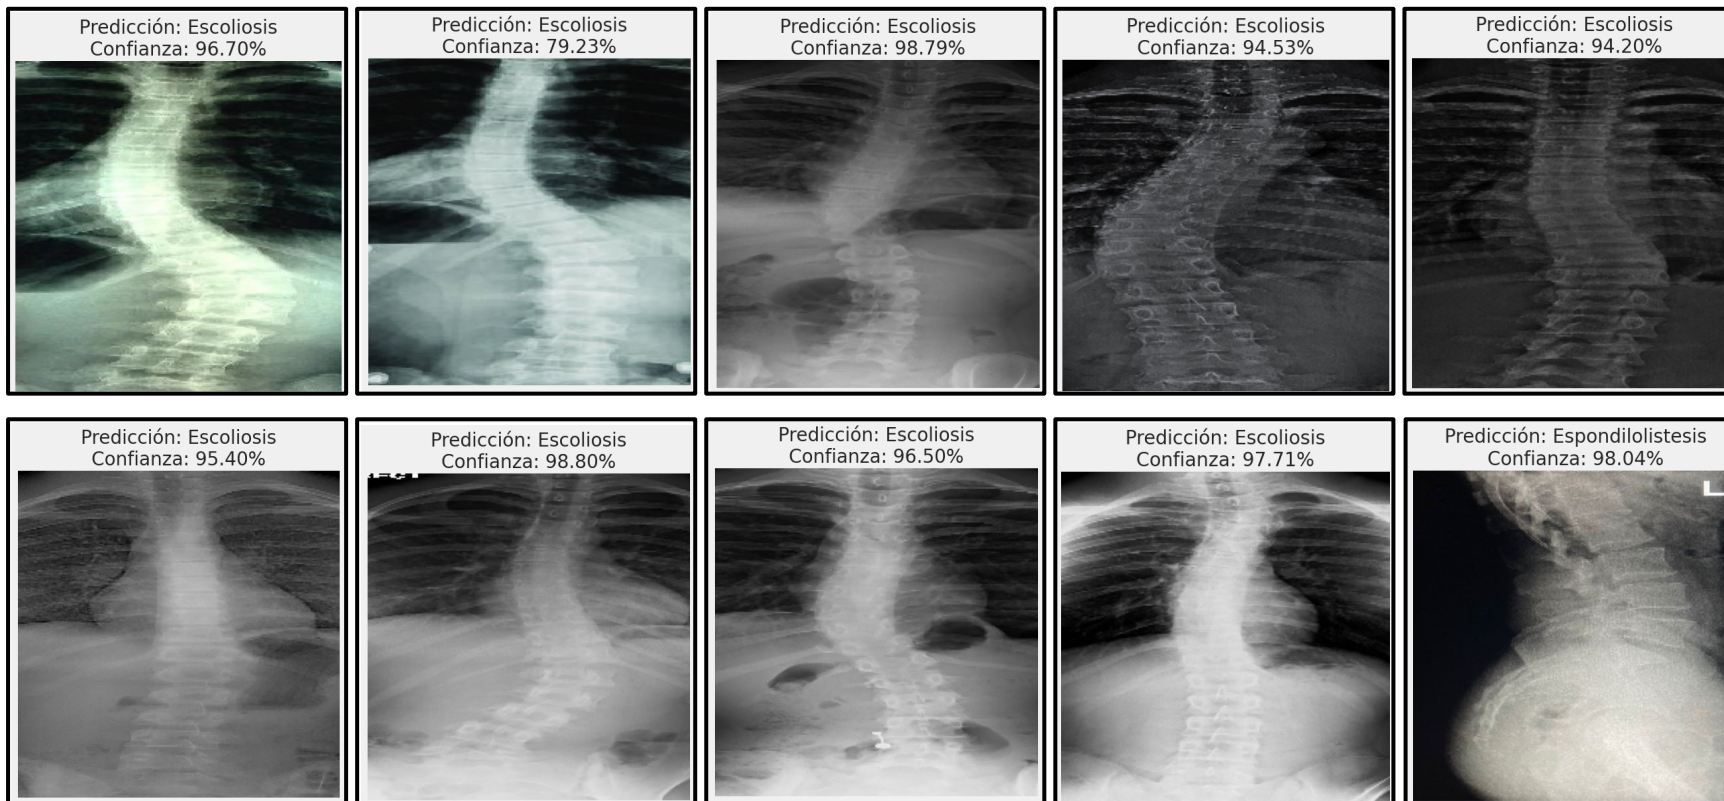 Predicción: Escoliosis
Confianza: 96.70%
Predicción: Escoliosis
Confianza: 79.23%
Predicción: Escoliosis
Confianza: 98.79%
Predicción: Escoliosis
Confianza: 94.53%
Predicción: Escoliosis
Confianza: 94.20%
Predicción: Escoliosis
Confianza: 95.40%
Predicción: Escoliosis
Confianza: 98.80%
Predicción: Escoliosis
Confianza: 96.50%
Predicción: Escoliosis
Confianza: 97.71%
Predicción: Espondilolistesis
Confianza: 98.04%
L